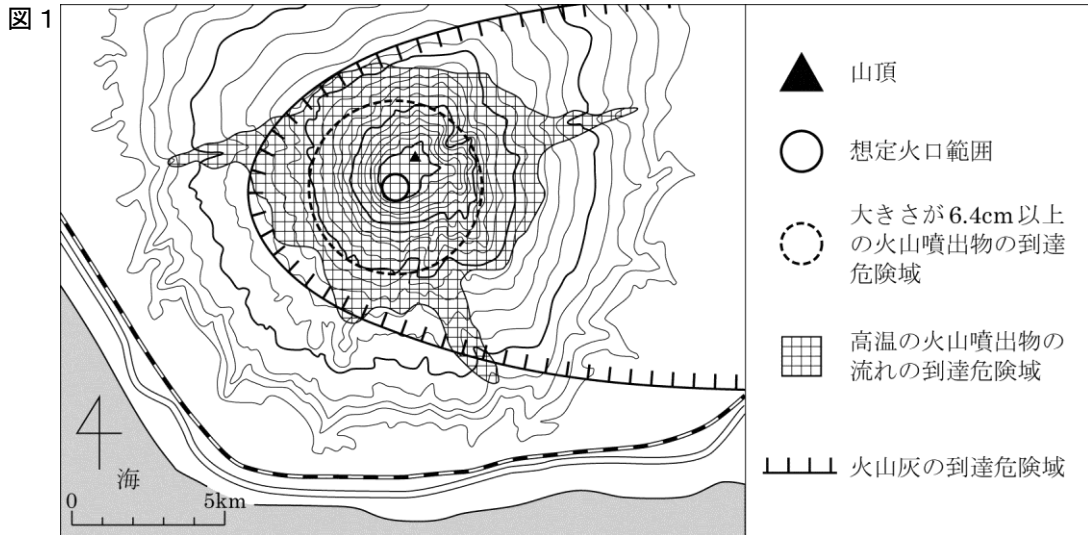 図 1
山頂
想定火口範囲
大きさが6.4cm以上
の火山噴出物の到達
危険域
高温の火山噴出物の
流れの到達危険域
火山灰の到達危険域
4
海
0 5km